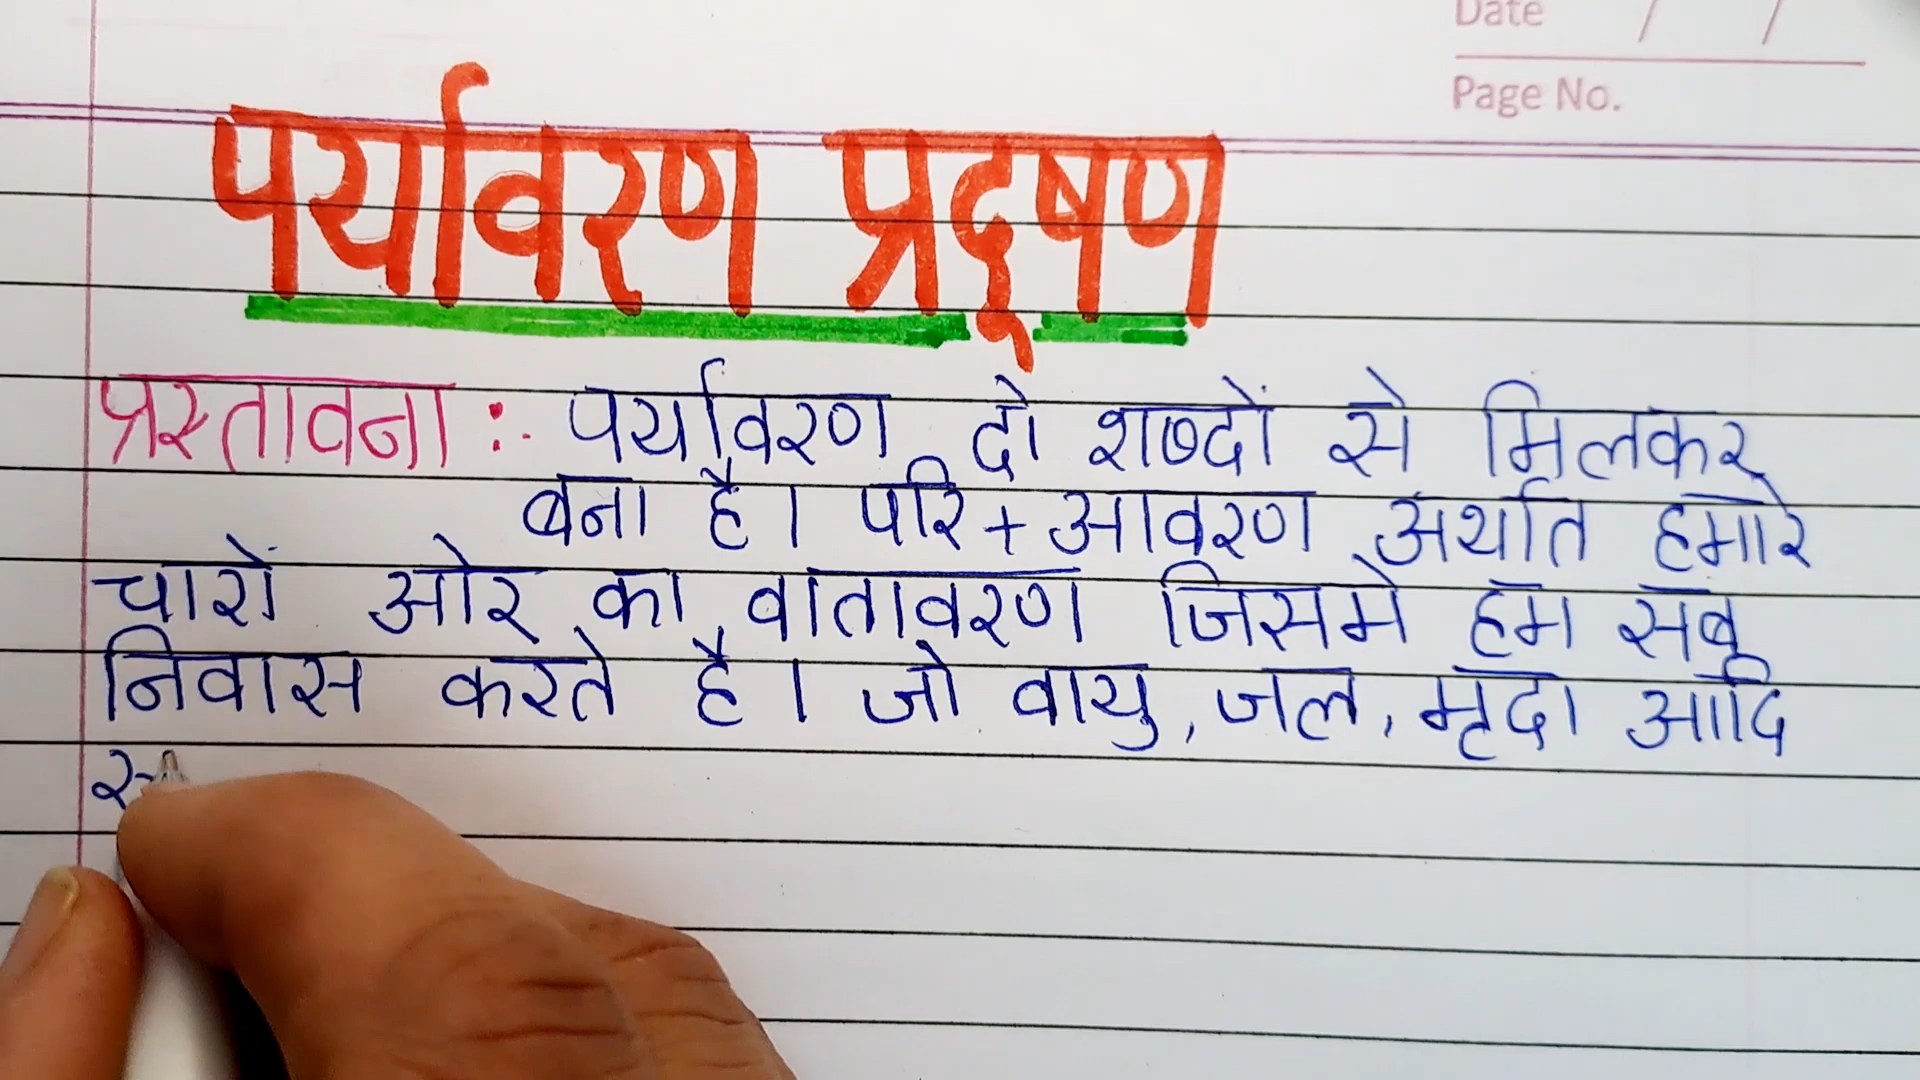 Date / /
Page No.
पर्यावरण प्रदूषण
प्रस्तावना :- पर्यावरण दो शब्दों से मिलकर
बना है। परि + आवरण अर्थात हमारे
चारों ओर का वातावरण जिसमे हम सब
निवास करते है। जो वायु, जल, मृदा आदि